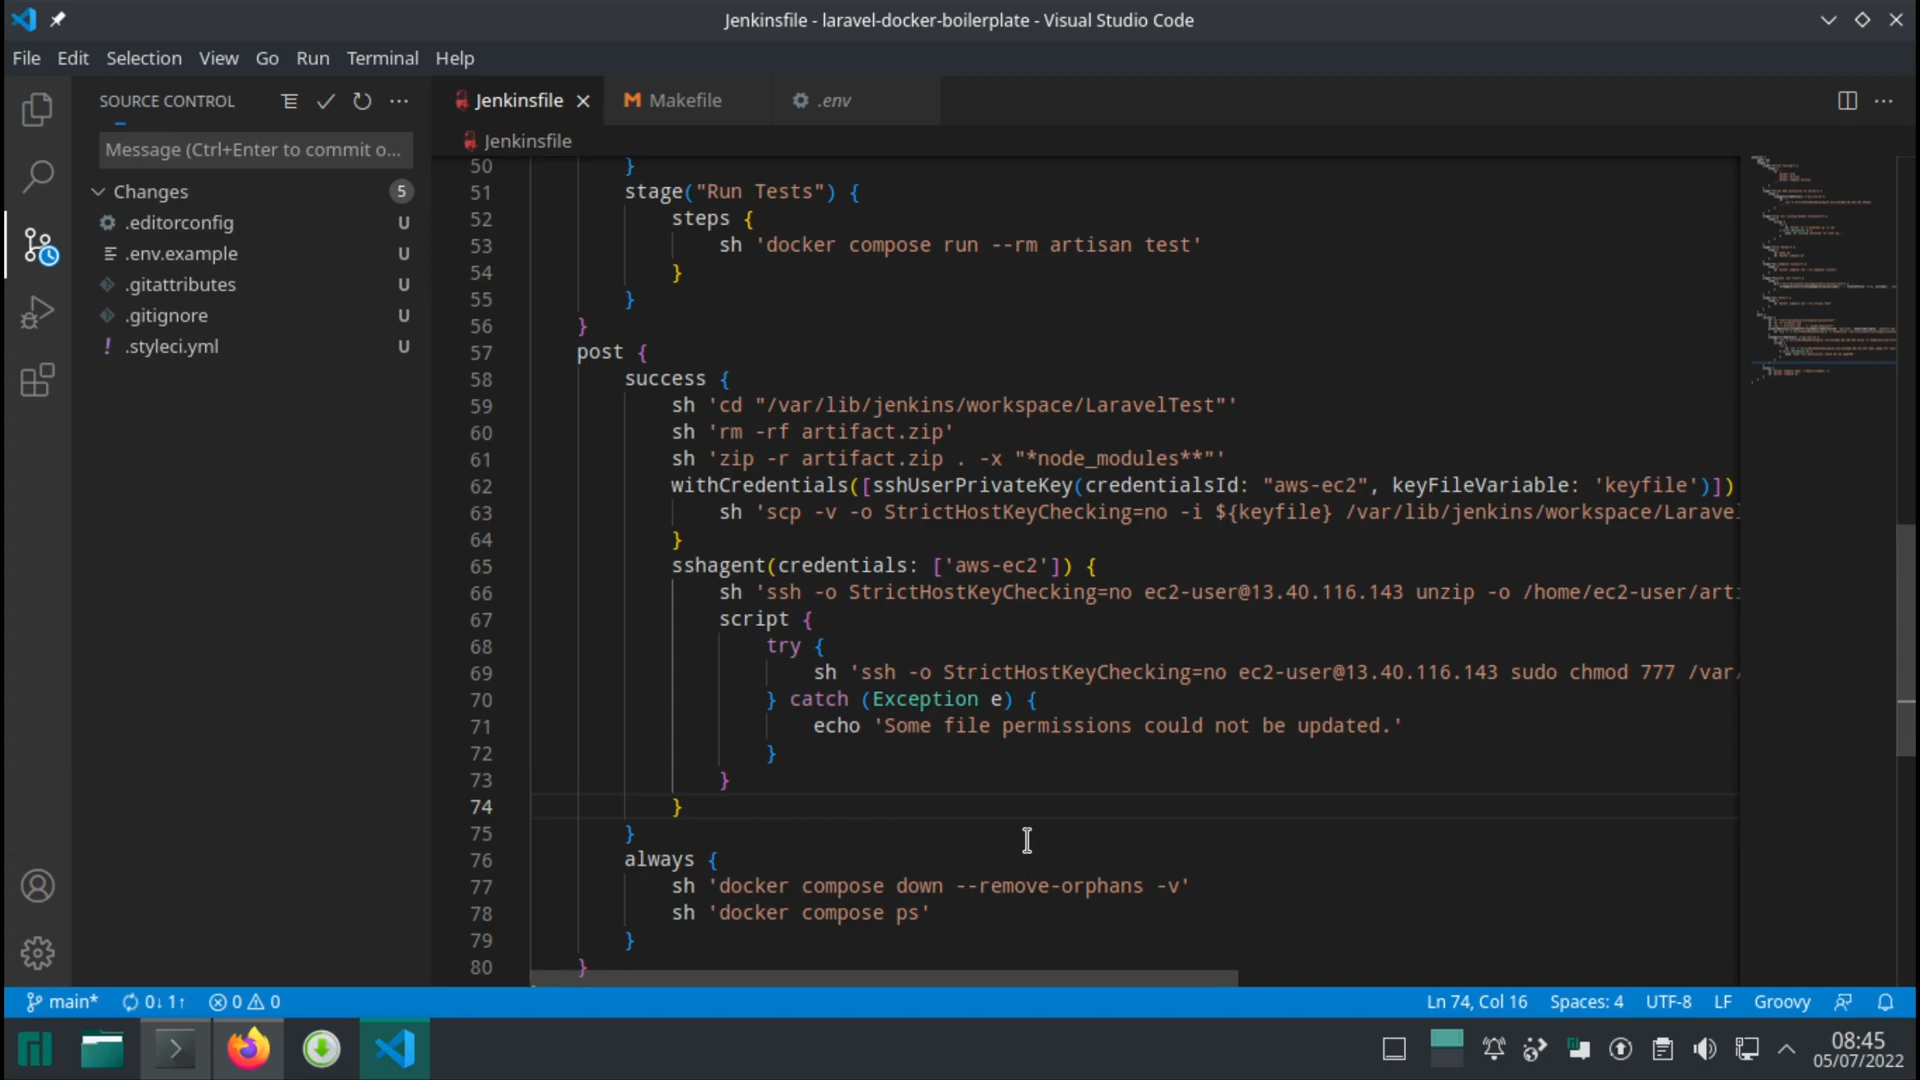 Jenkinsfile - laravel-docker-boilerplate - Visual Studio Code
File Edit Selection View Go Run Terminal Help
SOURCE CONTROL
Message (Ctrl+Enter to commit o...
Changes 5
.editorconfig U
.env.example U
.gitattributes U
.gitignore U
! .styleci.yml U
Jenkinsfile
M Makefile
.env
Jenkinsfile
50 }
51 stage("Run Tests") {
52 steps {
53 sh 'docker compose run --rm artisan test'
54 }
55 }
56 }
57 post {
58 success {
59 sh 'cd "/var/lib/jenkins/workspace/LaravelTest"'
60 sh 'rm -rf artifact.zip'
61 sh 'zip -r artifact.zip . -x "*node_modules**"'
62 withCredentials([sshUserPrivateKey(credentialsId: "aws-ec2", keyFileVariable: 'keyfile')])
63 sh 'scp -v -o StrictHostKeyChecking=no -i ${keyfile} /var/lib/jenkins/workspace/Larave
64 }
65 sshagent(credentials: ['aws-ec2']) {
66 sh 'ssh -o StrictHostKeyChecking=no ec2-user@13.40.116.143 unzip -o /home/ec2-user/art
67 script {
68 try {
69 sh 'ssh -o StrictHostKeyChecking=no ec2-user@13.40.116.143 sudo chmod 777 /var/
70 } catch (Exception e) {
71 echo 'Some file permissions could not be updated.'
72 }
73 }
74 }
75 }
76 always {
77 sh 'docker compose down --remove-orphans -v'
78 sh 'docker compose ps'
79 }
80 }
main* 0↓ 1↑ 0 0
Ln 74, Col 16 Spaces: 4 UTF-8 LF Groovy
08:45
05/07/2022